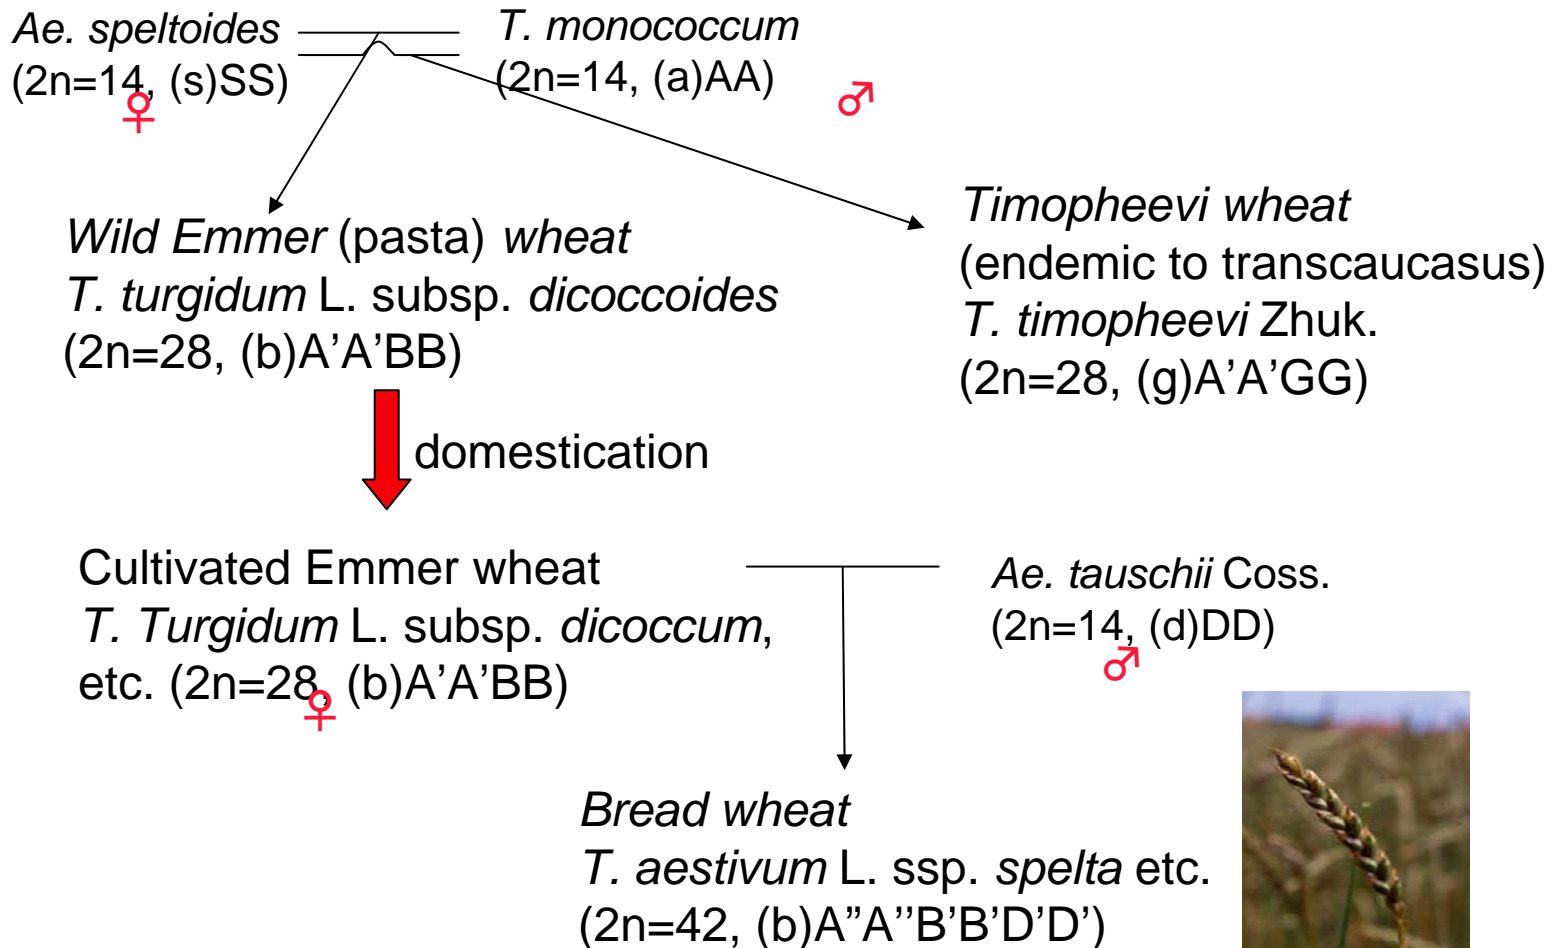 Ae. speltoides
(2n=14, (s)SS)
♀
T. monococcum
(2n=14, (a)AA)
♂
Wild Emmer (pasta) wheat
T. turgidum L. subsp. dicoccoides
(2n=28, (b)A’A’BB)
Timopheevi wheat
(endemic to transcaucasus)
T. timopheevi Zhuk.
(2n=28, (g)A’A’GG)
domestication
Cultivated Emmer wheat
T. Turgidum L. subsp. dicoccum,
etc. (2n=28, (b)A’A’BB)
♀
Ae. tauschii Coss.
(2n=14, (d)DD)
♂
Bread wheat
T. aestivum L. ssp. spelta etc.
(2n=42, (b)A”A’’B’B’D’D’)